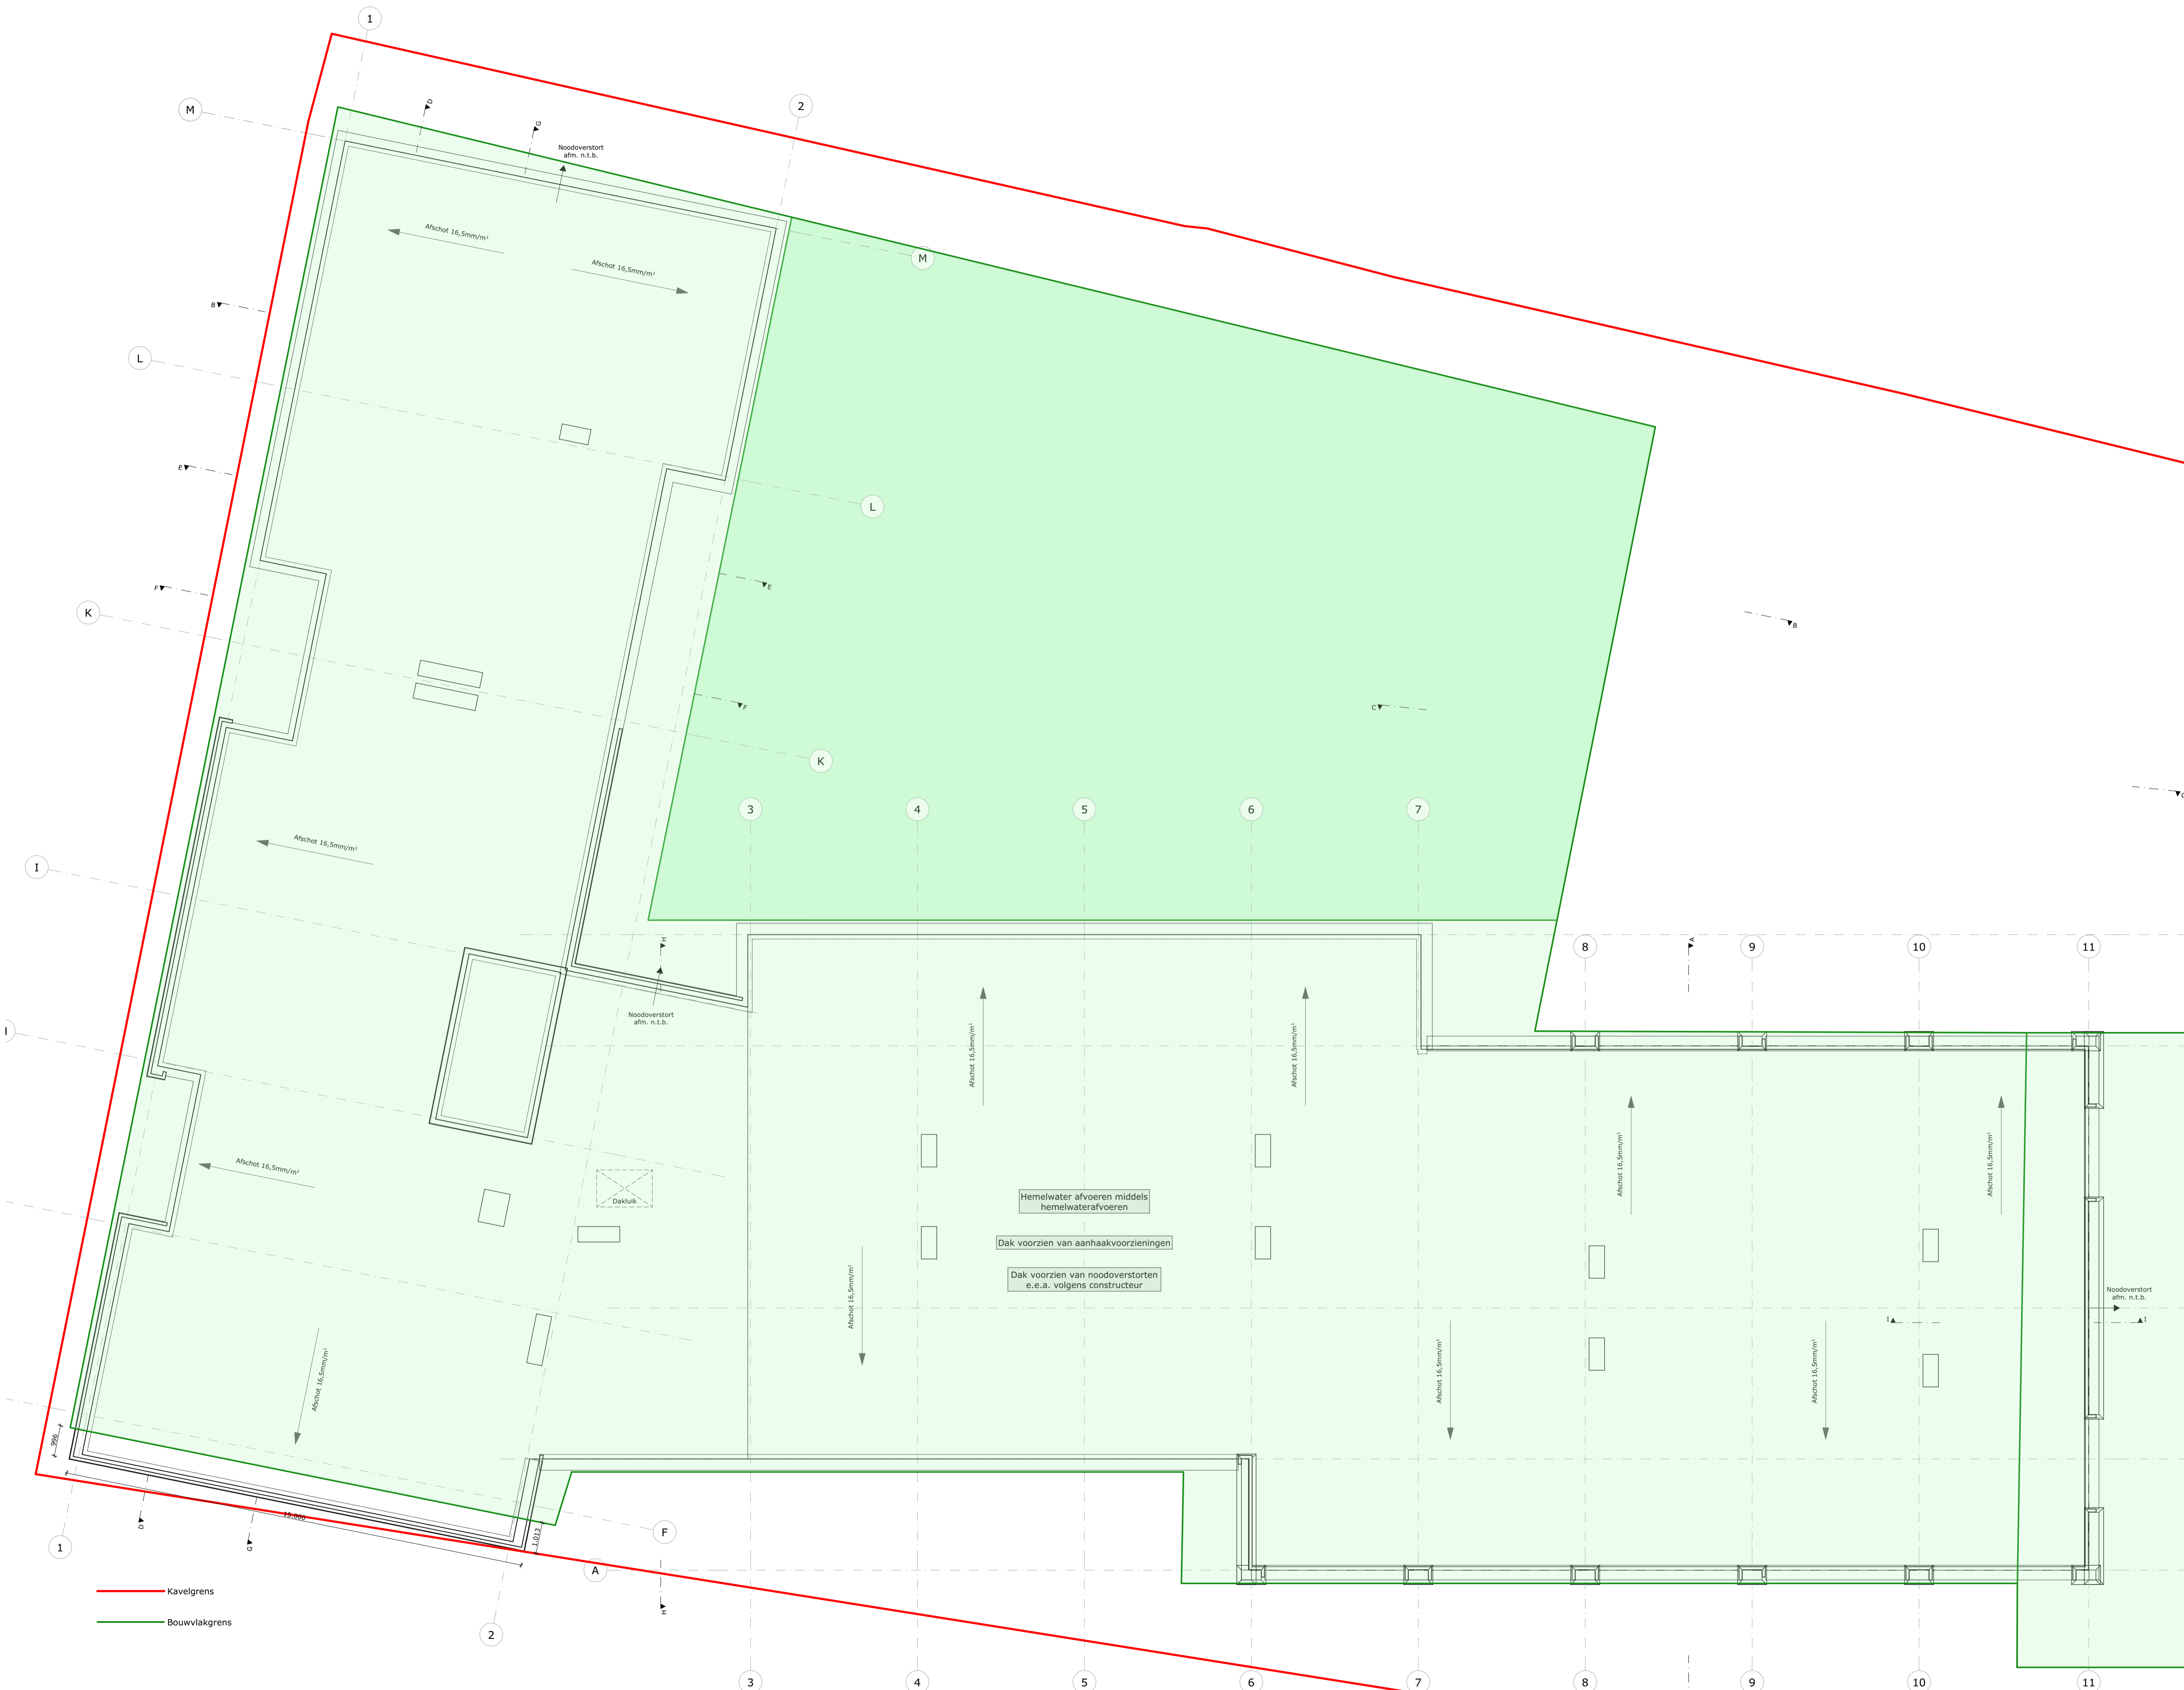 1
M
2
D
G
Noodoverstort
afm. n.t.b.
Afschot 16,5mm/m¹
Afschot 16,5mm/m¹
M
B
L
L
E
E
F
F
K
K
B
C
C
3
4
5
6
7
Afschot 16,5mm/m¹
I
H
A
8
9
10
11
Noodoverstort
afm. n.t.b.
Afschot 16,5mm/m¹
Afschot 16,5mm/m¹
Afschot 16,5mm/m¹
Afschot 16,5mm/m¹
Afschot 16,5mm/m¹
Dakluik
Hemelwater afvoeren middels
hemelwaterafvoeren
Dak voorzien van aanhaakvoorzieningen
Dak voorzien van noodoverstorten
e.e.a. volgens constructeur
Afschot 16,5mm/m¹
Afschot 16,5mm/m¹
Afschot 16,5mm/m¹
Afschot 16,5mm/m¹
Noodoverstort
afm. n.t.b.
I
I
996
15.000
1.013
D
G
F
A
H
1
2
Kavelgrens
Bouwvlakgrens
3
4
5
6
7
8
9
10
11